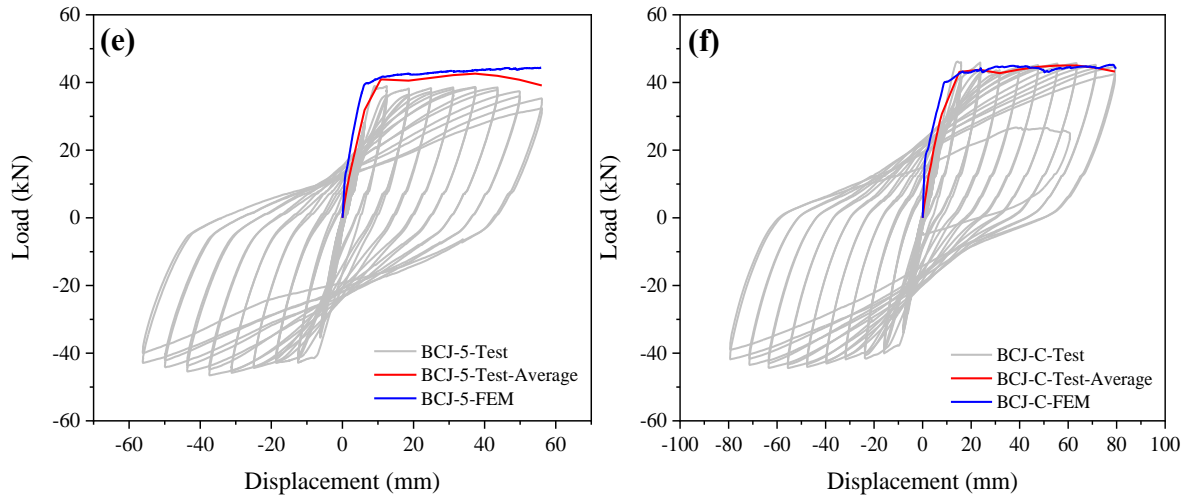 (e)
60
40
20
0
-20
-40
-60
Load (kN)
-60 -40 -20 0 20 40 60
Displacement (mm)
BCJ-5-Test
BCJ-5-Test-Average
BCJ-5-FEM
(f)
60
40
20
0
-20
-40
-60
Load (kN)
-100 -80 -60 -40 -20 0 20 40 60 80 100
Displacement (mm)
BCJ-C-Test
BCJ-C-Test-Average
BCJ-C-FEM